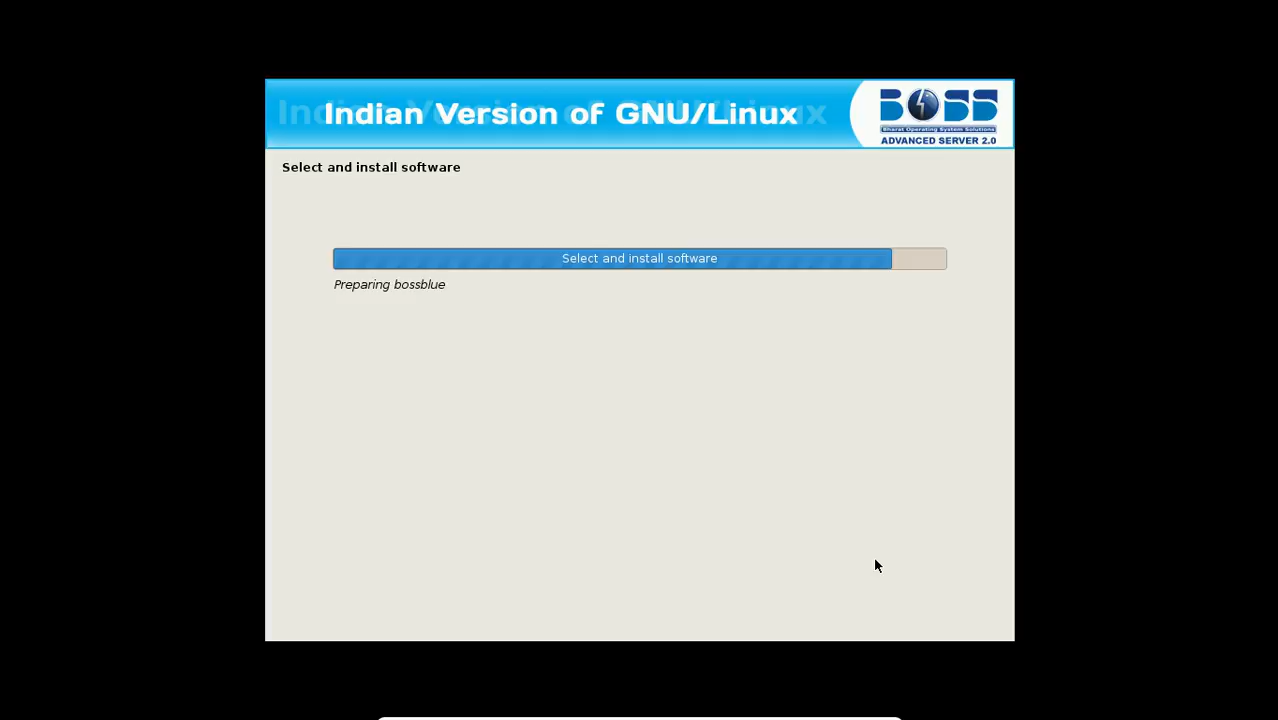 Indian Version of GNU/Linux
BOSS
Bharat Operating System Solutions
ADVANCED SERVER 2.0
Select and install software
Select and install software
Preparing bossblue